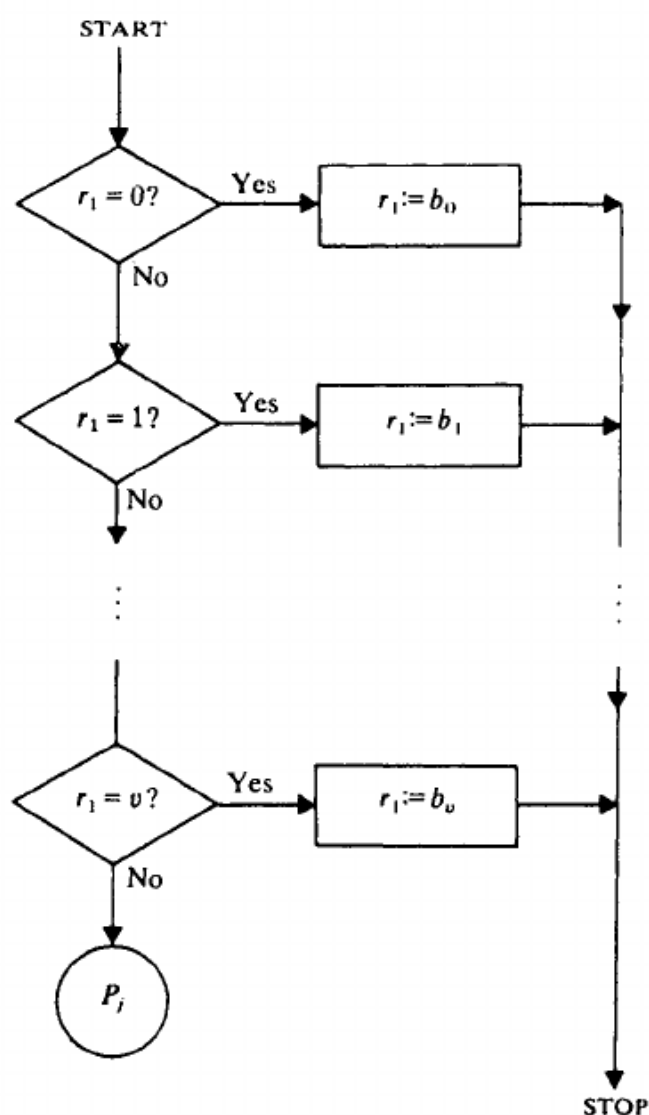 START
r₁ = 0?
Yes
r₁ := b₀
No
r₁ = 1?
Yes
r₁ := b₁
No
r₁ = v?
Yes
r₁ := bᵥ
No
Pⱼ
STOP